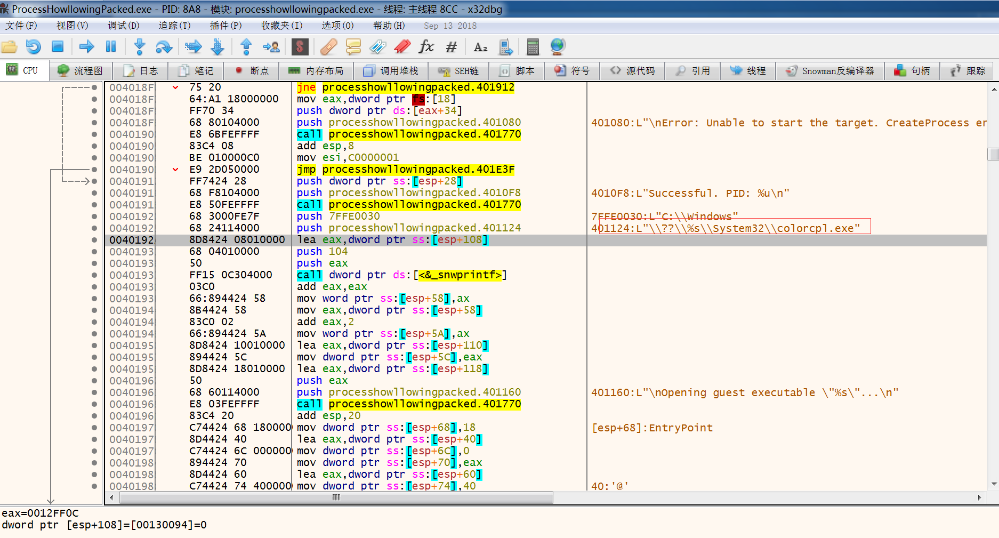 ProcessHowllowingPacked.exe - PID: 8A8 - 模块: processhowllowingpacked.exe - 线程: 主线程 8CC - x32dbg
文件(F) 视图(V) 调试(D) 追踪(T) 插件(P) 收藏夹(I) 选项(O) 帮助(H) Sep 13 2018
CPU 流程图 日志 笔记 断点 内存布局 调用堆栈 SEH链 脚本 符号 源代码 引用 线程 Snowman反编译器 句柄 跟踪
004018F 75 20 jne processhowllowingpacked.401912
004018F 64:A1 18000000 mov eax,dword ptr fs:[18]
004018F FF70 34 push dword ptr ds:[eax+34]
004018F 68 80104000 push processhowllowingpacked.401080 401080:L"\nError: Unable to start the target. CreateProcess er
0040190 E8 6BFEFFFF call processhowllowingpacked.401770
0040190 83C4 08 add esp,8
0040190 BE 010000C0 mov esi,C0000001
0040190 E9 2D050000 jmp processhowllowingpacked.401E3F
0040191 FF7424 28 push dword ptr ss:[esp+28]
0040191 68 F8104000 push processhowllowingpacked.4010F8 4010F8:L"Successful. PID: %u\n"
0040191 E8 50FEFFFF call processhowllowingpacked.401770
0040192 68 3000FE7F push 7FFE0030 7FFE0030:L"C:\\Windows"
0040192 68 24114000 push processhowllowingpacked.401124 401124:L"\\??\\%s\\System32\\colorcpl.exe"
0040192 8D8424 08010000 lea eax,dword ptr ss:[esp+108]
0040193 68 04010000 push 104
0040193 50 push eax
0040193 FF15 0C304000 call dword ptr ds:[<&_snwprintf>]
0040193 03C0 add eax,eax
0040193 66:894424 58 mov word ptr ss:[esp+58],ax
0040194 8B4424 58 mov eax,dword ptr ss:[esp+58]
0040194 83C0 02 add eax,2
0040194 66:894424 5A mov word ptr ss:[esp+5A],ax
0040195 8D8424 10010000 lea eax,dword ptr ss:[esp+110]
0040195 894424 5C mov dword ptr ss:[esp+5C],eax
0040195 8D8424 18010000 lea eax,dword ptr ss:[esp+118]
0040196 50 push eax
0040196 68 60114000 push processhowllowingpacked.401160 401160:L"\nOpening guest executable \"%s\"...\n"
0040196 E8 03FEFFFF call processhowllowingpacked.401770
0040196 83C4 20 add esp,20
0040197 C74424 68 180000 mov dword ptr ss:[esp+68],18 [esp+68]:EntryPoint
0040197 8D4424 40 lea eax,dword ptr ss:[esp+40]
0040197 C74424 6C 000000 mov dword ptr ss:[esp+6C],0
0040198 894424 70 mov dword ptr ss:[esp+70],eax
0040198 8D4424 60 lea eax,dword ptr ss:[esp+60]
0040198 C74424 74 400000 mov dword ptr ss:[esp+74],40 40:'@'
eax=0012FF0C
dword ptr [esp+108]=[00130094]=0